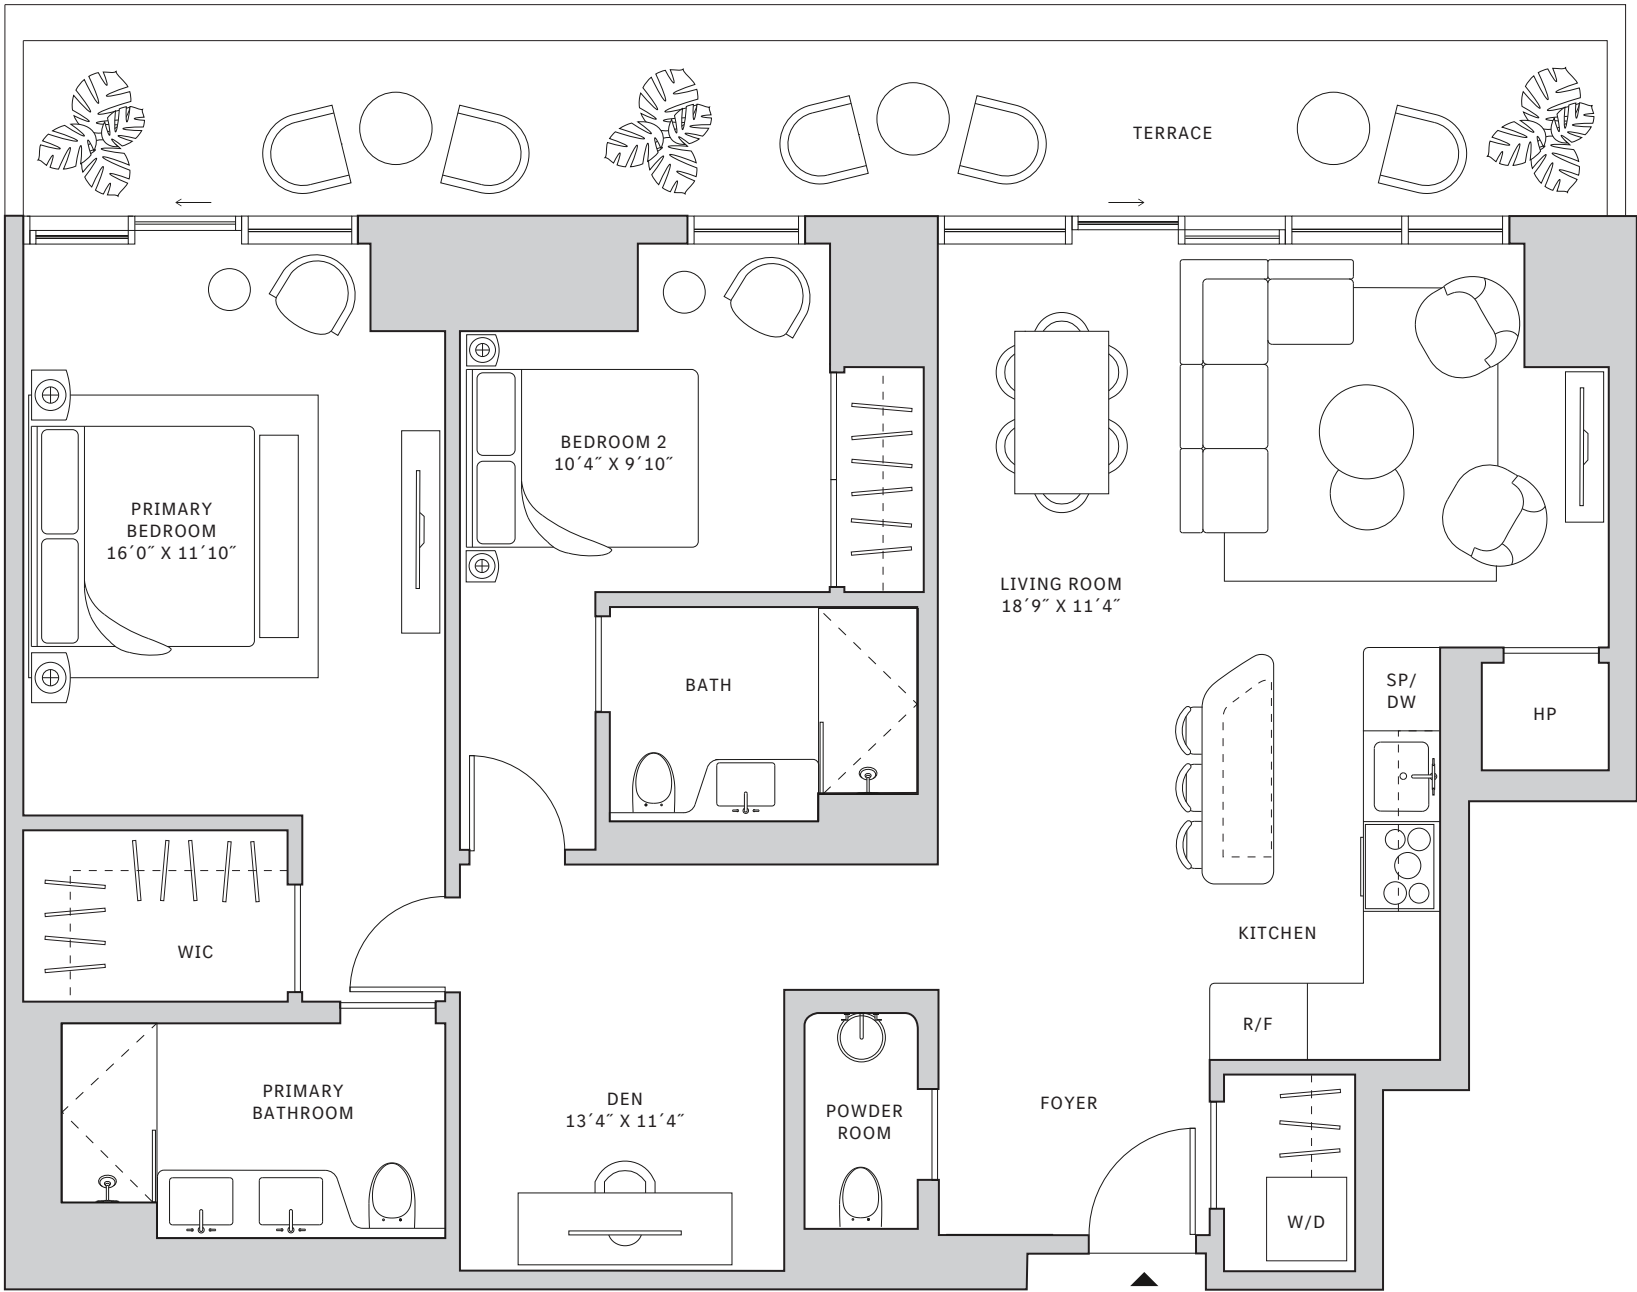 TERRACE
BEDROOM 2
10´4˝ X 9´10˝
PRIMARY
BEDROOM
16´0˝ X 11´10˝
LIVING ROOM
18´9˝ X 11´4˝
BATH
SP/
DW
HP
KITCHEN
WIC
R/F
PRIMARY
BATHROOM
DEN
13´4˝ X 11´4˝
POWDER
ROOM
FOYER
W/D